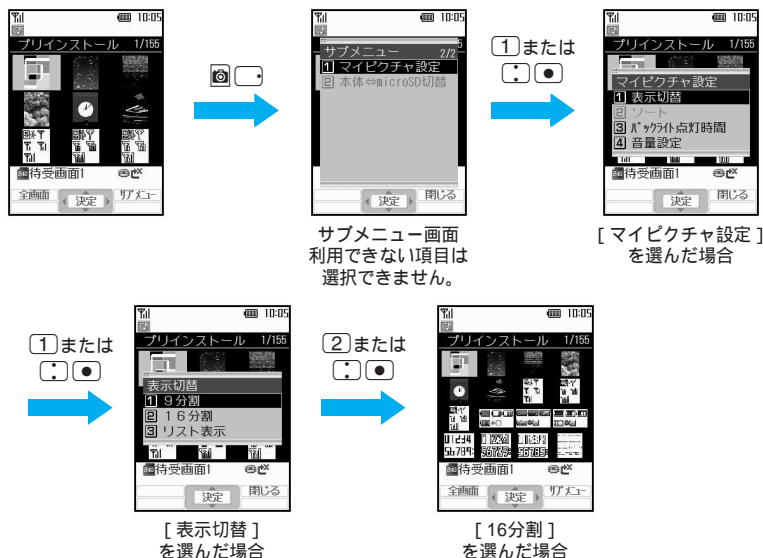 10:05
プリインストール 1/155
待受画面1
全画面 決定 サブメニュー
10:05
サブメニュー 2/2
1 マイピクチャ設定
2 本体⇔microSD切替
決定 閉じる
サブメニュー画面
利用できない項目は
選択できません。
1または
10:05
プリインストール 1/155
マイピクチャ設定
1 表示切替
2 ソート
3 バックライト点灯時間
4 音量設定
待受画面1
決定 閉じる
[ マイピクチャ設定 ]
を選んだ場合
1または
10:05
プリインストール 1/155
表示切替
1 9分割
2 16分割
3 リスト表示
待受画面1
決定 閉じる
[ 表示切替 ]
を選んだ場合
2または
10:05
プリインストール 1/155
待受画面1
全画面 決定 サブメニュー
[ 16分割 ]
を選んだ場合